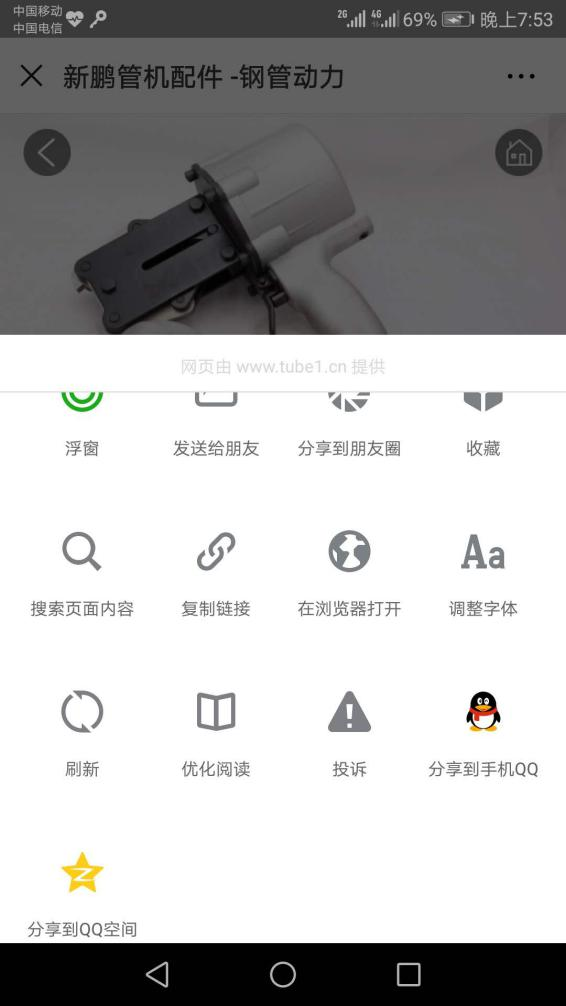 中国移动
中国电信
2G 4G 69% 晚上7:53
新鹏管机配件 -钢管动力
网页由 www.tube1.cn 提供
浮窗 发送给朋友 分享到朋友圈 收藏
Aa
搜索页面内容 复制链接 在浏览器打开 调整字体
刷新 优化阅读 投诉 分享到手机QQ
分享到QQ空间